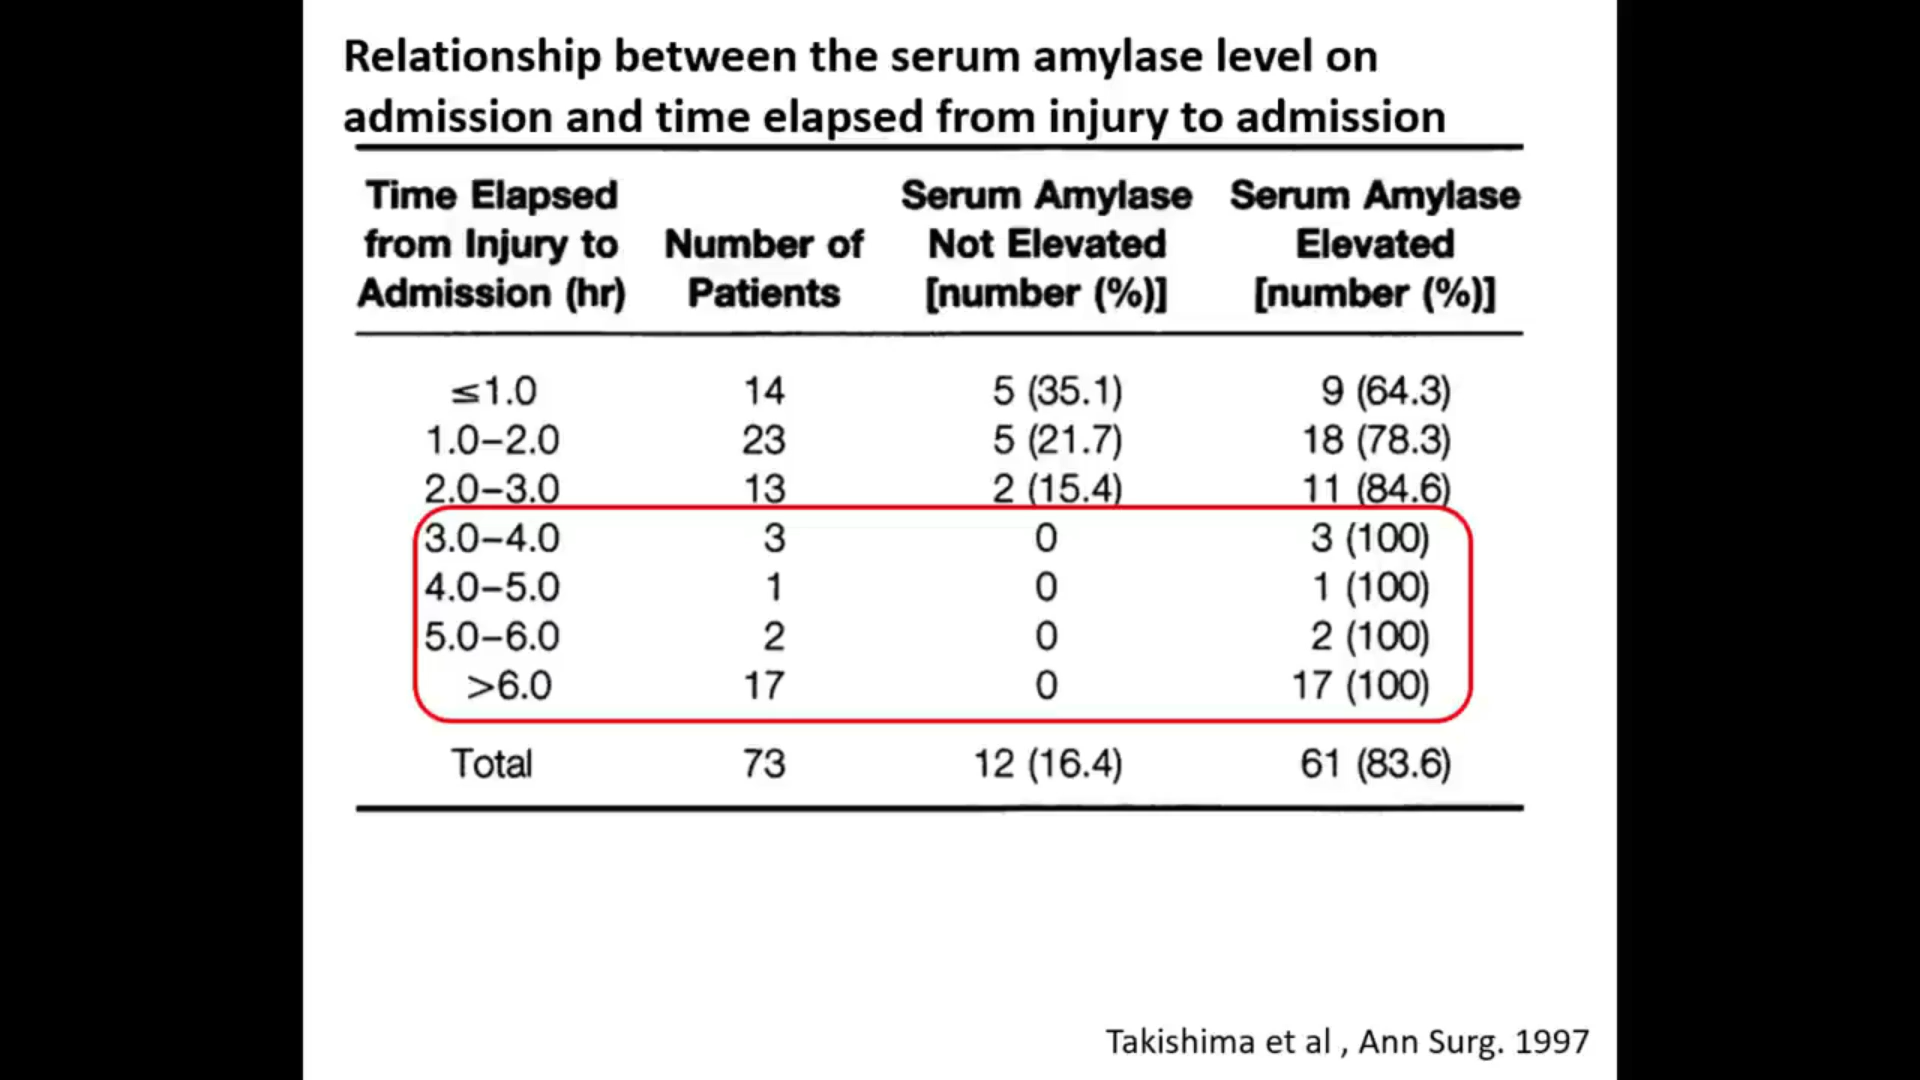 Relationship between the serum amylase level on
admission and time elapsed from injury to admission
Time Elapsed from Injury to Admission (hr) Number of Patients Serum Amylase Not Elevated [number (%)] Serum Amylase Elevated [number (%)]
≤1.0 14 5 (35.1) 9 (64.3)
1.0–2.0 23 5 (21.7) 18 (78.3)
2.0–3.0 13 2 (15.4) 11 (84.6)
3.0–4.0 3 0 3 (100)
4.0–5.0 1 0 1 (100)
5.0–6.0 2 0 2 (100)
>6.0 17 0 17 (100)
Total 73 12 (16.4) 61 (83.6)
Takishima et al , Ann Surg. 1997